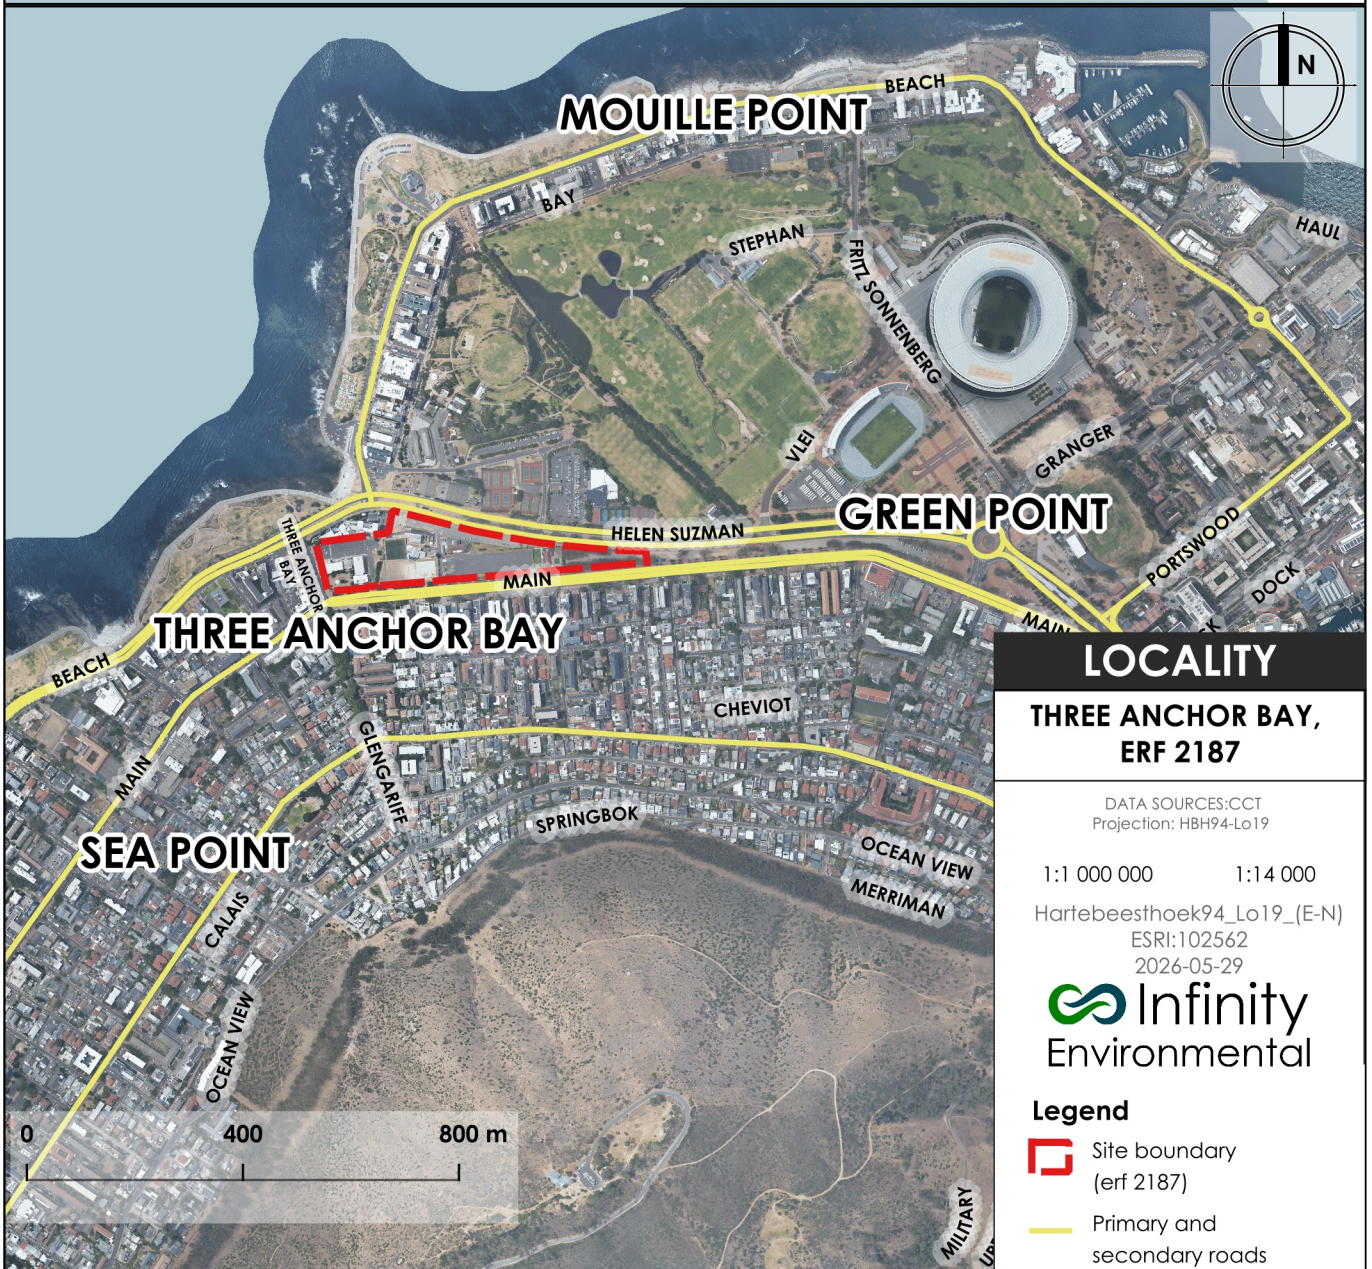 N
BEACH
MOUILLE POINT
BAY
HAUL
STEPHAN
FRITZ SONNENBERG
VLEI
GRANGER
GREEN POINT
HELEN SUZMAN
THREE ANCHOR
BAY
MAIN
PORTSWOOD
DOCK
MAIN
THREE ANCHOR BAY
BEACH
CHEVIOT
GLENGARIFF
MAIN
SPRINGBOK
SEA POINT
OCEAN VIEW
MERRIMAN
CALAIS
OCEAN VIEW
MILITARY
0 400 800 m
LOCALITY
THREE ANCHOR BAY,
ERF 2187
DATA SOURCES:CCT
Projection: HBH94-Lo19
1:1 000 000 1:14 000
Hartebeesthoek94_Lo19_(E-N)
ESRI:102562
2026-05-29
Infinity
Environmental
Legend
Site boundary
(erf 2187)
Primary and
secondary roads